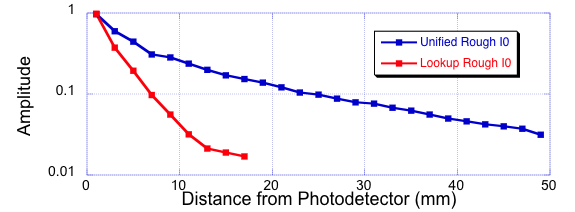 1
0.1
0.01
Amplitude
Unified Rough I0
Lookup Rough I0
0 10 20 30 40 50
Distance from Photodetector (mm)